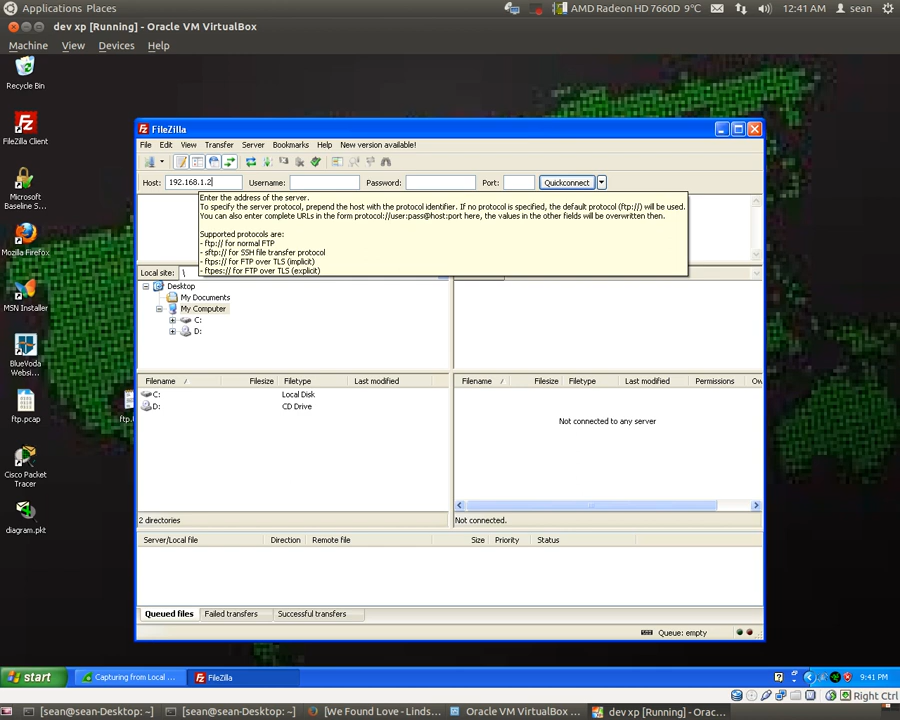 Applications Places AMD Radeon HD 7660D 9°C 12:41 AM sean
dev xp [Running] - Oracle VM VirtualBox
Machine View Devices Help
Recycle Bin
FileZilla Client
Microsoft
Baseline S...
Mozilla Firefox
MSN Installer
BlueVoda
Websi...
ftp.pcap
ftp.
Cisco Packet
Tracer
diagram.pkt
FileZilla
File Edit View Transfer Server Bookmarks Help New version available!
Host: 192.168.1.2 Username: Password: Port: Quickconnect
Enter the address of the server.
To specify the server protocol, prepend the host with the protocol identifier. If no protocol is specified, the default protocol (ftp://) will be used.
You can also enter complete URLs in the form protocol://user:pass@host:port here, the values in the other fields will be overwritten then.
Supported protocols are:
- ftp:// for normal FTP
- sftp:// for SSH file transfer protocol
- ftps:// for FTP over TLS (implicit)
- ftpes:// for FTP over TLS (explicit)
Local site: \
Desktop
My Documents
My Computer
C:
D:
Filename / Filesize Filetype Last modified
C: Local Disk
D: CD Drive
2 directories
Filename / Filesize Filetype Last modified Permissions Ow
Not connected to any server
Not connected.
Server/Local file Direction Remote file Size Priority Status
Queued files Failed transfers Successful transfers
Queue: empty
start Capturing from Local ... FileZilla 9:41 PM
Right Ctrl
[sean@sean-Desktop: ~] [sean@sean-Desktop: ~] [We Found Love - Linds... Oracle VM VirtualBox ... dev xp [Running] - Orac...